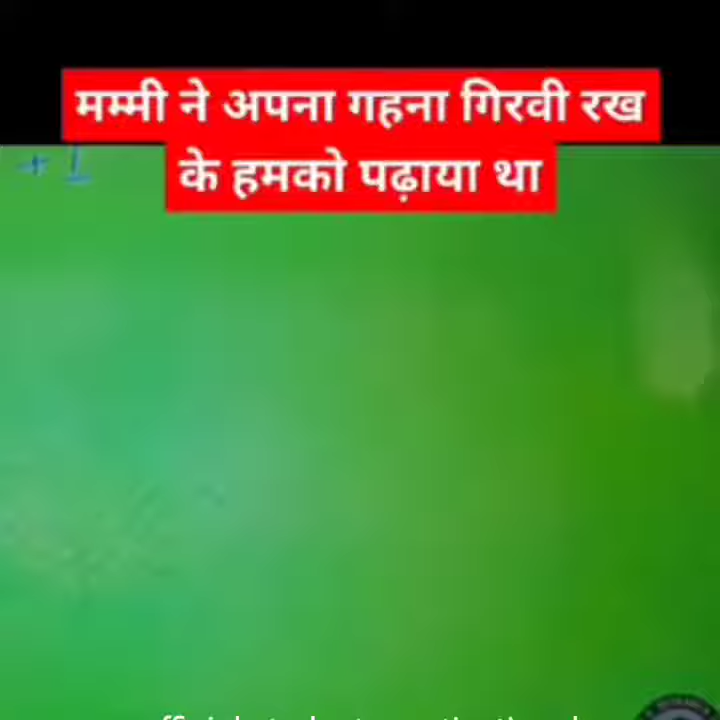 मम्मी ने अपना गहना गिरवी रख
के हमको पढ़ाया था